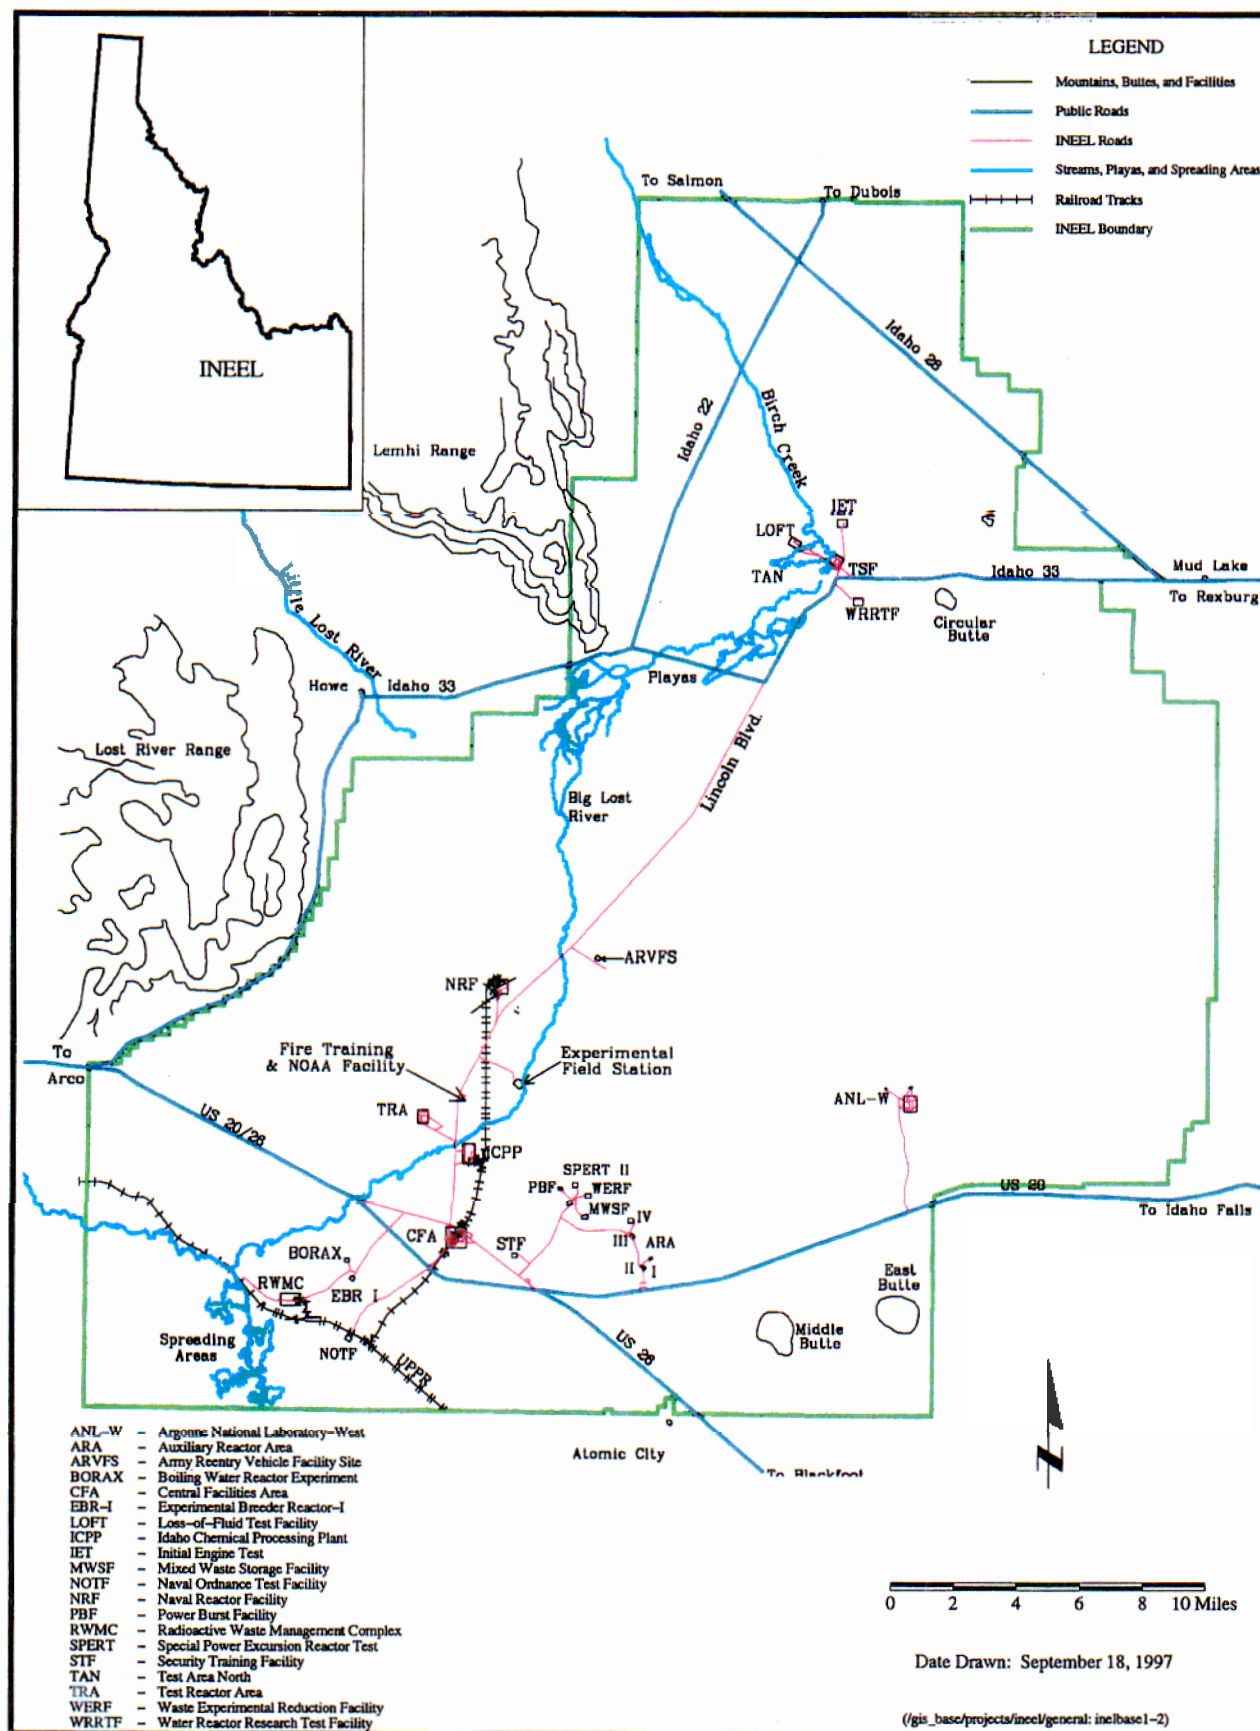 LEGEND
Mountains, Buttes, and Facilities
Public Roads
INEEL Roads
Streams, Playas, and Spreading Areas
Railroad Tracks
INEEL Boundary
INEEL
To Salmon
To Dubois
Idaho 28
Idaho 22
Birch Creek
Lemhi Range
IET
LOFT
TAN
TSF
Idaho 33
Mud Lake
To Rexburg
WRRTF
Circular
Butte
Little Lost River
Howe
Idaho 33
Playas
Lost River Range
Lincoln Blvd.
Big Lost
River
ARVFS
NRF
To
Arco
Fire Training
& NOAA Facility
Experimental
Field Station
TRA
ANL-W
US 20/26
ICPP
SPERT II
PBF
WERF
MWSF
IV
III
ARA
II
I
US 20
To Idaho Falls
CFA
STF
BORAX
RWMC
EBR I
East
Butte
Middle
Butte
Spreading
Areas
NOTF
UPPR
US 26
Atomic City
To Blackfoot
ANL-W - Argonne National Laboratory-West
ARA - Auxiliary Reactor Area
ARVFS - Army Reentry Vehicle Facility Site
BORAX - Boiling Water Reactor Experiment
CFA - Central Facilities Area
EBR-I - Experimental Breeder Reactor-I
LOFT - Loss-of-Fluid Test Facility
ICPP - Idaho Chemical Processing Plant
IET - Initial Engine Test
MWSF - Mixed Waste Storage Facility
NOTF - Naval Ordnance Test Facility
NRF - Naval Reactor Facility
PBF - Power Burst Facility
RWMC - Radioactive Waste Management Complex
SPERT - Special Power Excursion Reactor Test
STF - Security Training Facility
TAN - Test Area North
TRA - Test Reactor Area
WERF - Waste Experimental Reduction Facility
WRRTF - Water Reactor Research Test Facility
N
0 2 4 6 8 10 Miles
Date Drawn: September 18, 1997
(/gis_base/projects/ineel/general: inelbase1-2)